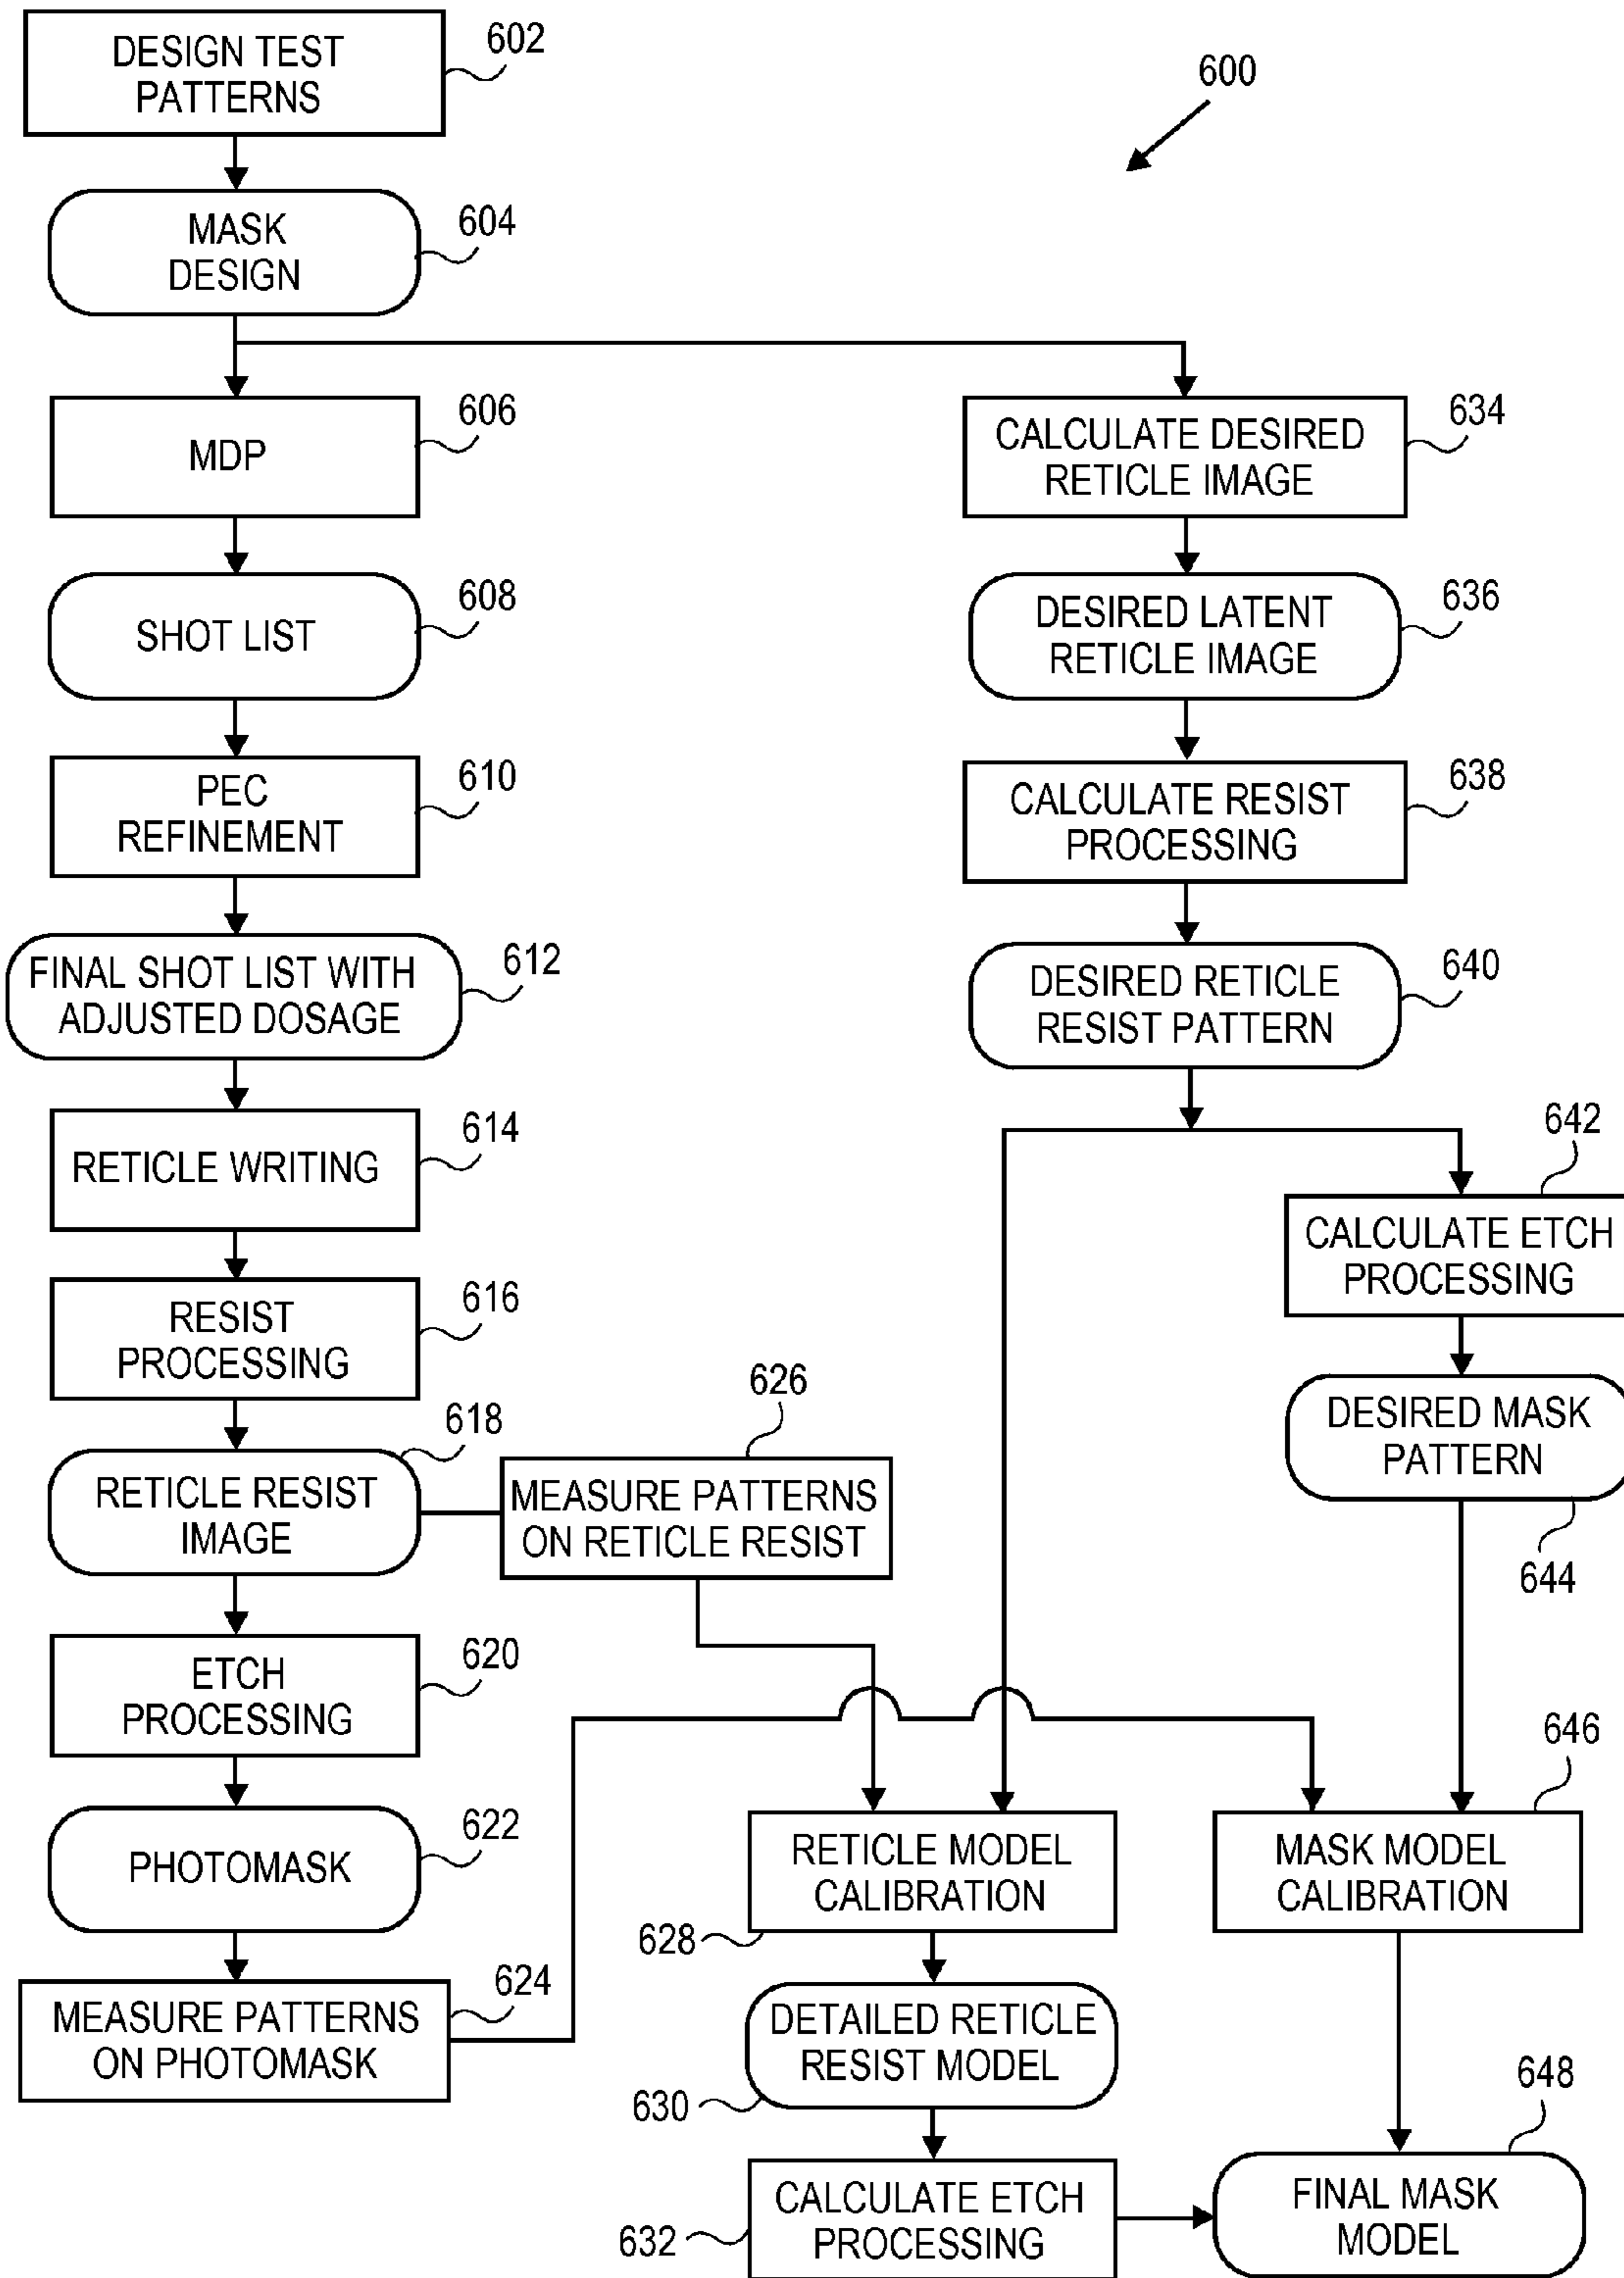 DESIGN TEST
PATTERNS
602
600
MASK
DESIGN
604
MDP
606
SHOT LIST
608
PEC
REFINEMENT
610
FINAL SHOT LIST WITH
ADJUSTED DOSAGE
612
RETICLE WRITING
614
RESIST
PROCESSING
616
RETICLE RESIST
IMAGE
618
ETCH
PROCESSING
620
PHOTOMASK
622
MEASURE PATTERNS
ON PHOTOMASK
624
626
MEASURE PATTERNS
ON RETICLE RESIST
CALCULATE DESIRED
RETICLE IMAGE
634
DESIRED LATENT
RETICLE IMAGE
636
CALCULATE RESIST
PROCESSING
638
DESIRED RETICLE
RESIST PATTERN
640
642
CALCULATE ETCH
PROCESSING
DESIRED MASK
PATTERN
644
646
RETICLE MODEL
CALIBRATION
628
MASK MODEL
CALIBRATION
DETAILED RETICLE
RESIST MODEL
630
CALCULATE ETCH
PROCESSING
632
648
FINAL MASK
MODEL